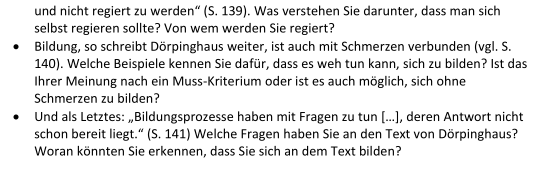 und nicht regiert zu werden“ (S. 139). Was verstehen Sie darunter, dass man sich
selbst regieren sollte? Von wem werden Sie regiert?
• Bildung, so schreibt Dörpinghaus weiter, ist auch mit Schmerzen verbunden (vgl. S.
140). Welche Beispiele kennen Sie dafür, dass es weh tun kann, sich zu bilden? Ist das
Ihrer Meinung nach ein Muss-Kriterium oder ist es auch möglich, sich ohne
Schmerzen zu bilden?
• Und als Letztes: „Bildungsprozesse haben mit Fragen zu tun […], deren Antwort nicht
schon bereit liegt.“ (S. 141) Welche Fragen haben Sie an den Text von Dörpinghaus?
Woran könnten Sie erkennen, dass Sie sich an dem Text bilden?